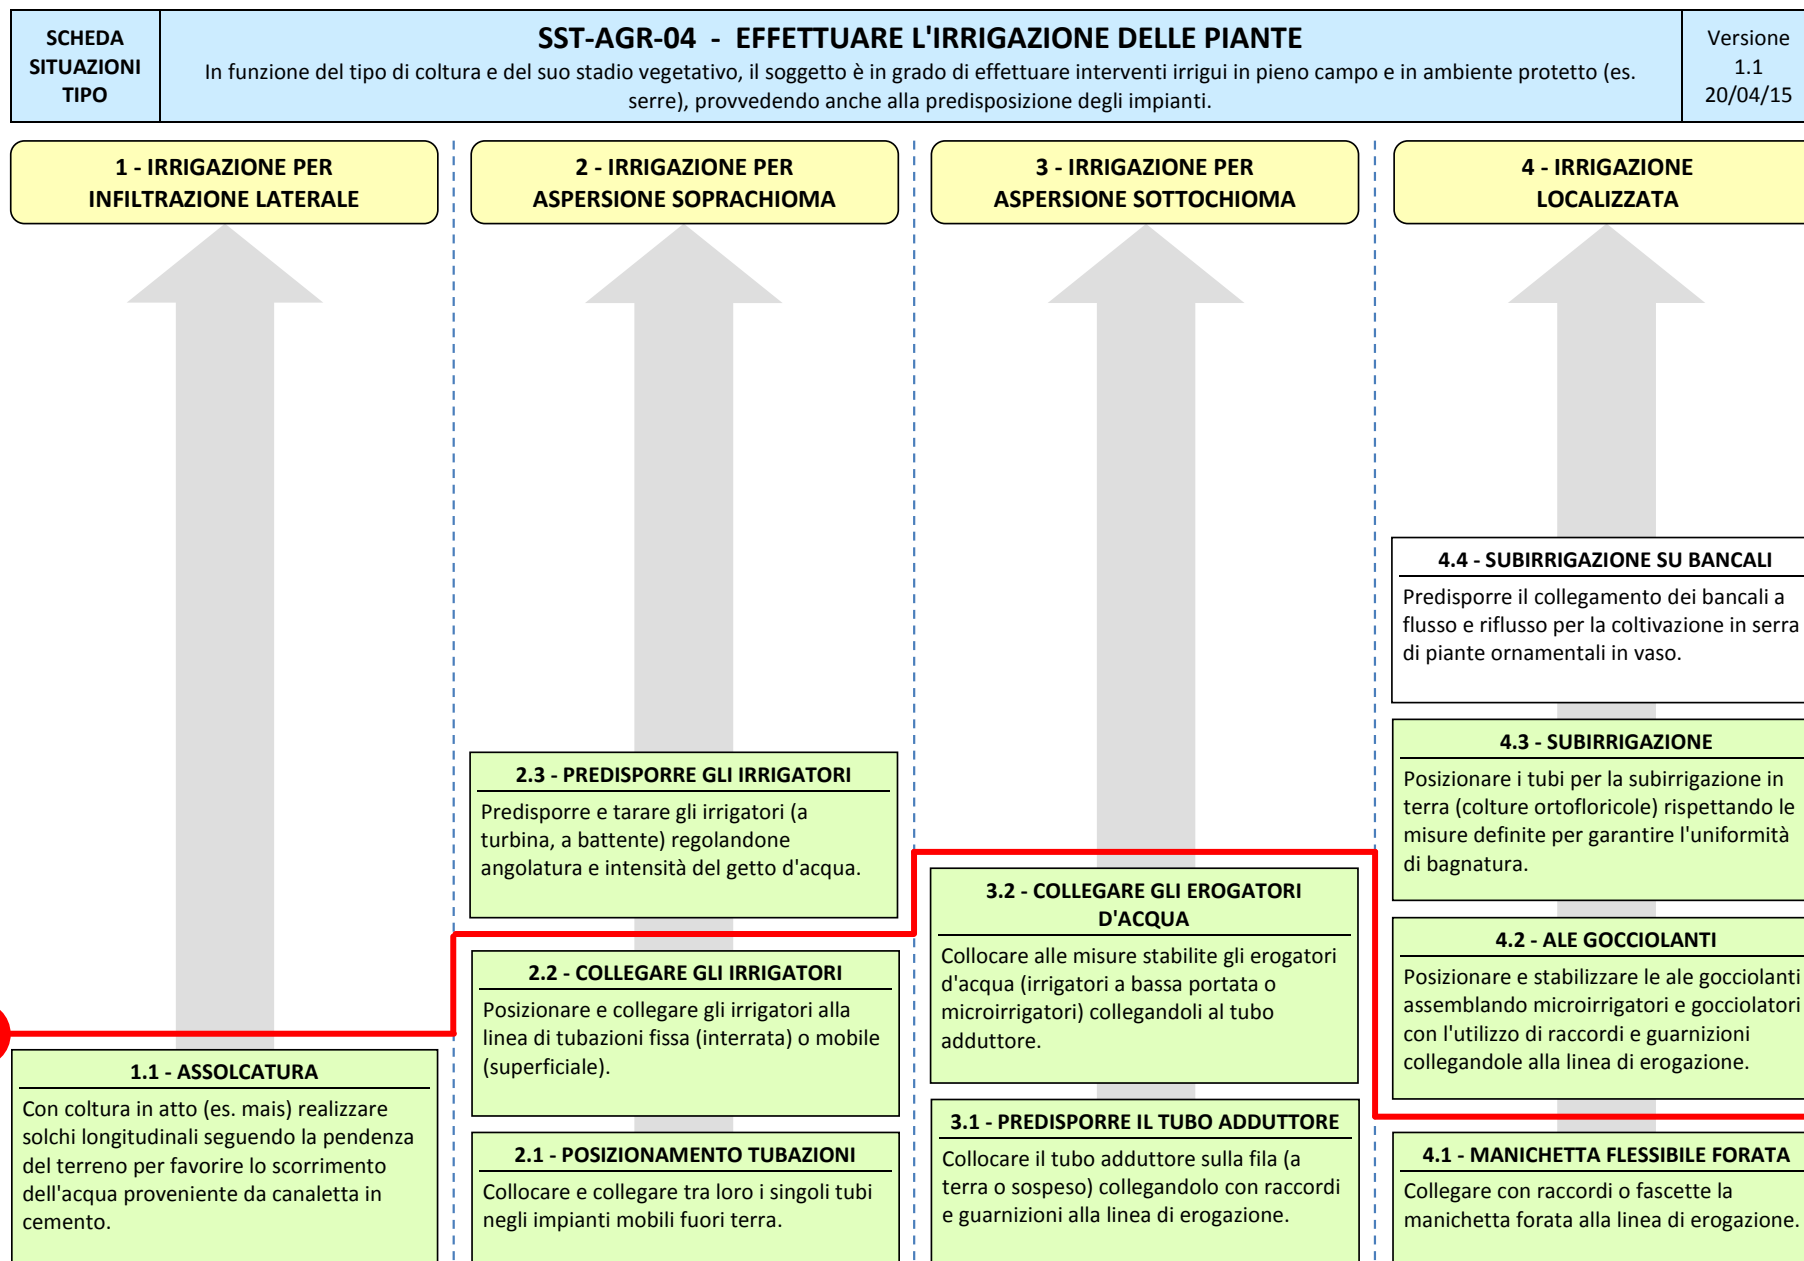 SCHEDA
SITUAZIONI
TIPO
SST-AGR-04 - EFFETTUARE L'IRRIGAZIONE DELLE PIANTE
In funzione del tipo di coltura e del suo stadio vegetativo, il soggetto è in grado di effettuare interventi irrigui in pieno campo e in ambiente protetto (es.
serre), provvedendo anche alla predisposizione degli impianti.
Versione
1.1
20/04/15
1 - IRRIGAZIONE PER
INFILTRAZIONE LATERALE
2 - IRRIGAZIONE PER
ASPERSIONE SOPRACHIOMA
3 - IRRIGAZIONE PER
ASPERSIONE SOTTOCHIOMA
4 - IRRIGAZIONE
LOCALIZZATA
1.1 - ASSOLCATURA
Con coltura in atto (es. mais) realizzare
solchi longitudinali seguendo la pendenza
del terreno per favorire lo scorrimento
dell'acqua proveniente da canaletta in
cemento.
2.3 - PREDISPORRE GLI IRRIGATORI
Predisporre e tarare gli irrigatori (a
turbina, a battente) regolandone
angolatura e intensità del getto d'acqua.
2.2 - COLLEGARE GLI IRRIGATORI
Posizionare e collegare gli irrigatori alla
linea di tubazioni fissa (interrata) o mobile
(superficiale).
2.1 - POSIZIONAMENTO TUBAZIONI
Collocare e collegare tra loro i singoli tubi
negli impianti mobili fuori terra.
3.2 - COLLEGARE GLI EROGATORI
D'ACQUA
Collocare alle misure stabilite gli erogatori
d'acqua (irrigatori a bassa portata o
microirrigatori) collegandoli al tubo
adduttore.
3.1 - PREDISPORRE IL TUBO ADDUTTORE
Collocare il tubo adduttore sulla fila (a
terra o sospeso) collegandolo con raccordi
e guarnizioni alla linea di erogazione.
4.4 - SUBIRRIGAZIONE SU BANCALI
Predisporre il collegamento dei bancali a
flusso e riflusso per la coltivazione in serra
di piante ornamentali in vaso.
4.3 - SUBIRRIGAZIONE
Posizionare i tubi per la subirrigazione in
terra (colture ortofloricole) rispettando le
misure definite per garantire l'uniformità
di bagnatura.
4.2 - ALE GOCCIOLANTI
Posizionare e stabilizzare le ale gocciolanti
assemblando microirrigatori e gocciolatori
con l'utilizzo di raccordi e guarnizioni
collegandole alla linea di erogazione.
4.1 - MANICHETTA FLESSIBILE FORATA
Collegare con raccordi o fascette la
manichetta forata alla linea di erogazione.